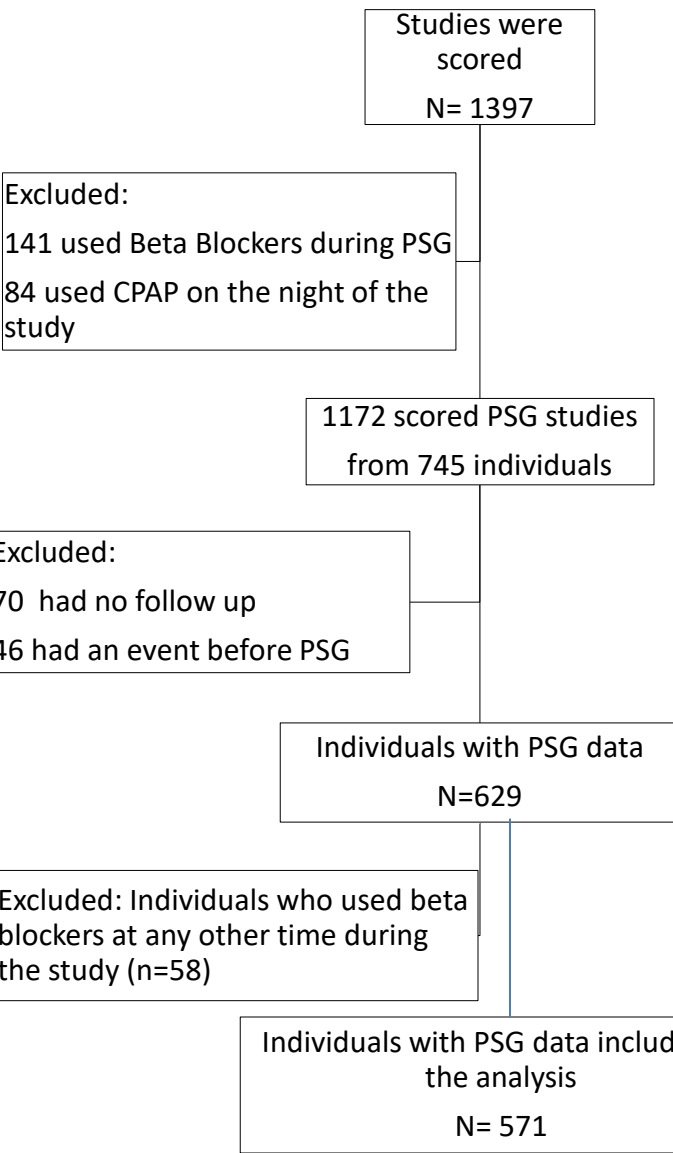 Studies were
scored
N= 1397
Excluded:
141 used Beta Blockers during PSG
84 used CPAP on the night of the
study
1172 scored PSG studies
from 745 individuals
Excluded:
70 had no follow up
46 had an event before PSG
Individuals with PSG data
N=629
Excluded: Individuals who used beta
blockers at any other time during
the study (n=58)
Individuals with PSG data includ
the analysis
N= 571